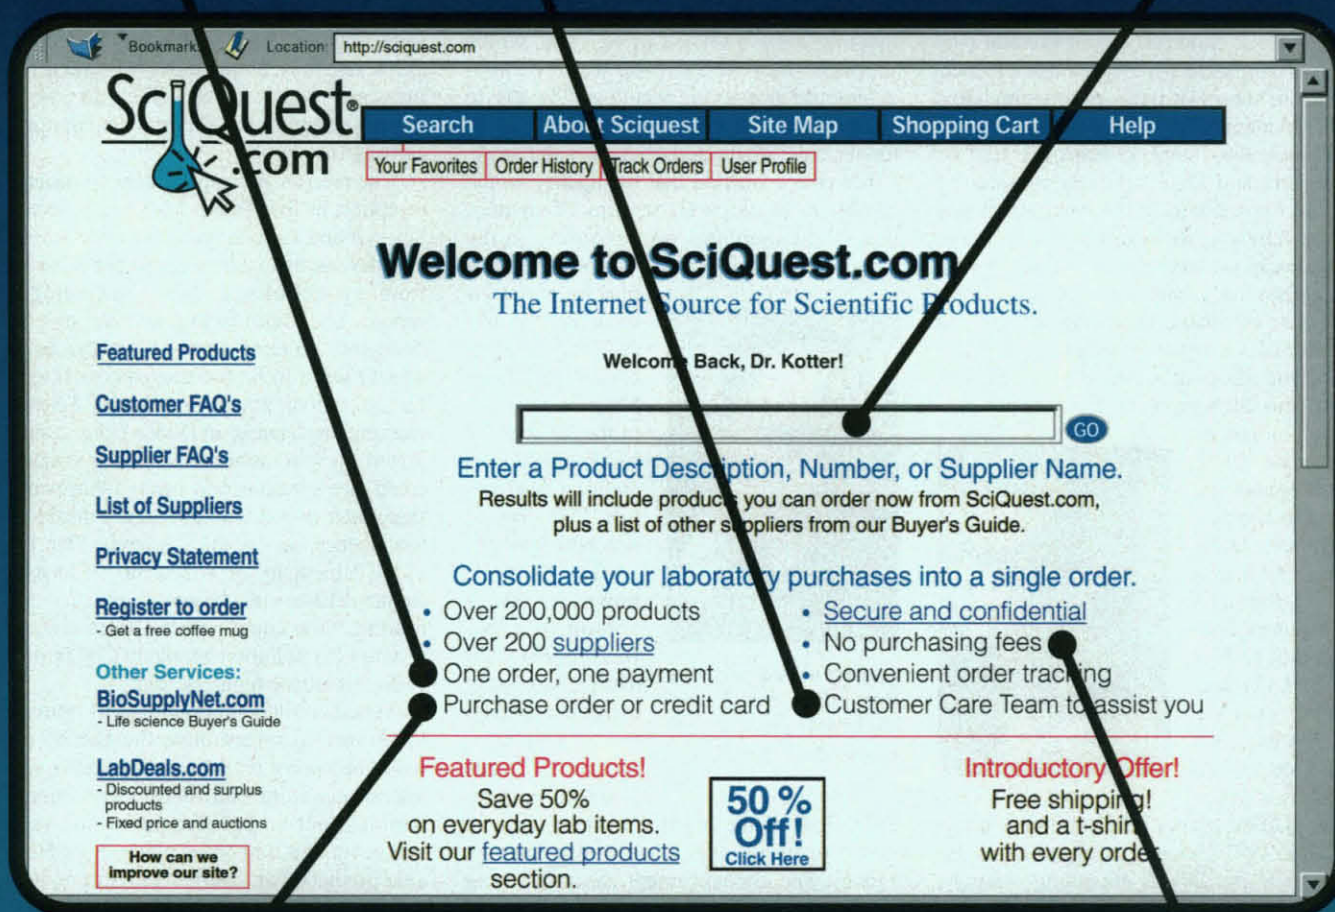 Bookmarks Location: http://sciquest.com
SciQuest®
.com
Search About Sciquest Site Map Shopping Cart Help
Your Favorites Order History Track Orders User Profile
Welcome to SciQuest.com
The Internet Source for Scientific Products.
Welcome Back, Dr. Kotter!
GO
Enter a Product Description, Number, or Supplier Name.
Results will include products you can order now from SciQuest.com,
plus a list of other suppliers from our Buyer's Guide.
Featured Products
Customer FAQ's
Supplier FAQ's
List of Suppliers
Privacy Statement
Register to order
- Get a free coffee mug
Other Services:
BioSupplyNet.com
- Life science Buyer's Guide
LabDeals.com
- Discounted and surplus
products
- Fixed price and auctions
How can we
improve our site?
Consolidate your laboratory purchases into a single order.
• Over 200,000 products
• Over 200 suppliers
One order, one payment
Purchase order or credit card
• Secure and confidential
• No purchasing fees
• Convenient order tracking
Customer Care Team to assist you
Featured Products!
Save 50%
on everyday lab items.
Visit our featured products
section.
50 %
Off!
Click Here
Introductory Offer!
Free shipping!
and a t-shirt
with every order.